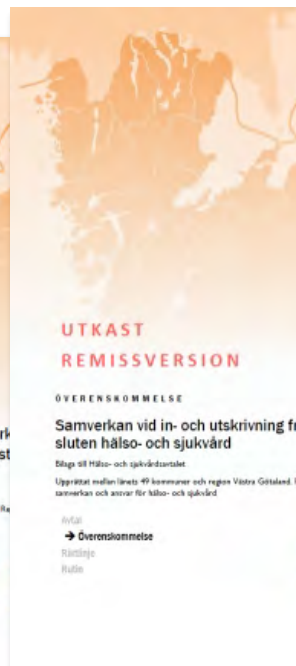 UTKAST
REMISSVERSION
ÖVERENSKOMMELSE
Samverkan vid in- och utskrivning fr
sluten hälso- och sjukvård
Bilaga till Hälso- och sjukvårdsavtalet
Upprättat mellan länets 49 kommuner och region Västra Götaland.
samverkan och ansvar för hälso- och sjukvård
Avtal
➔ Överenskommelse
Riktlinje
Rutin